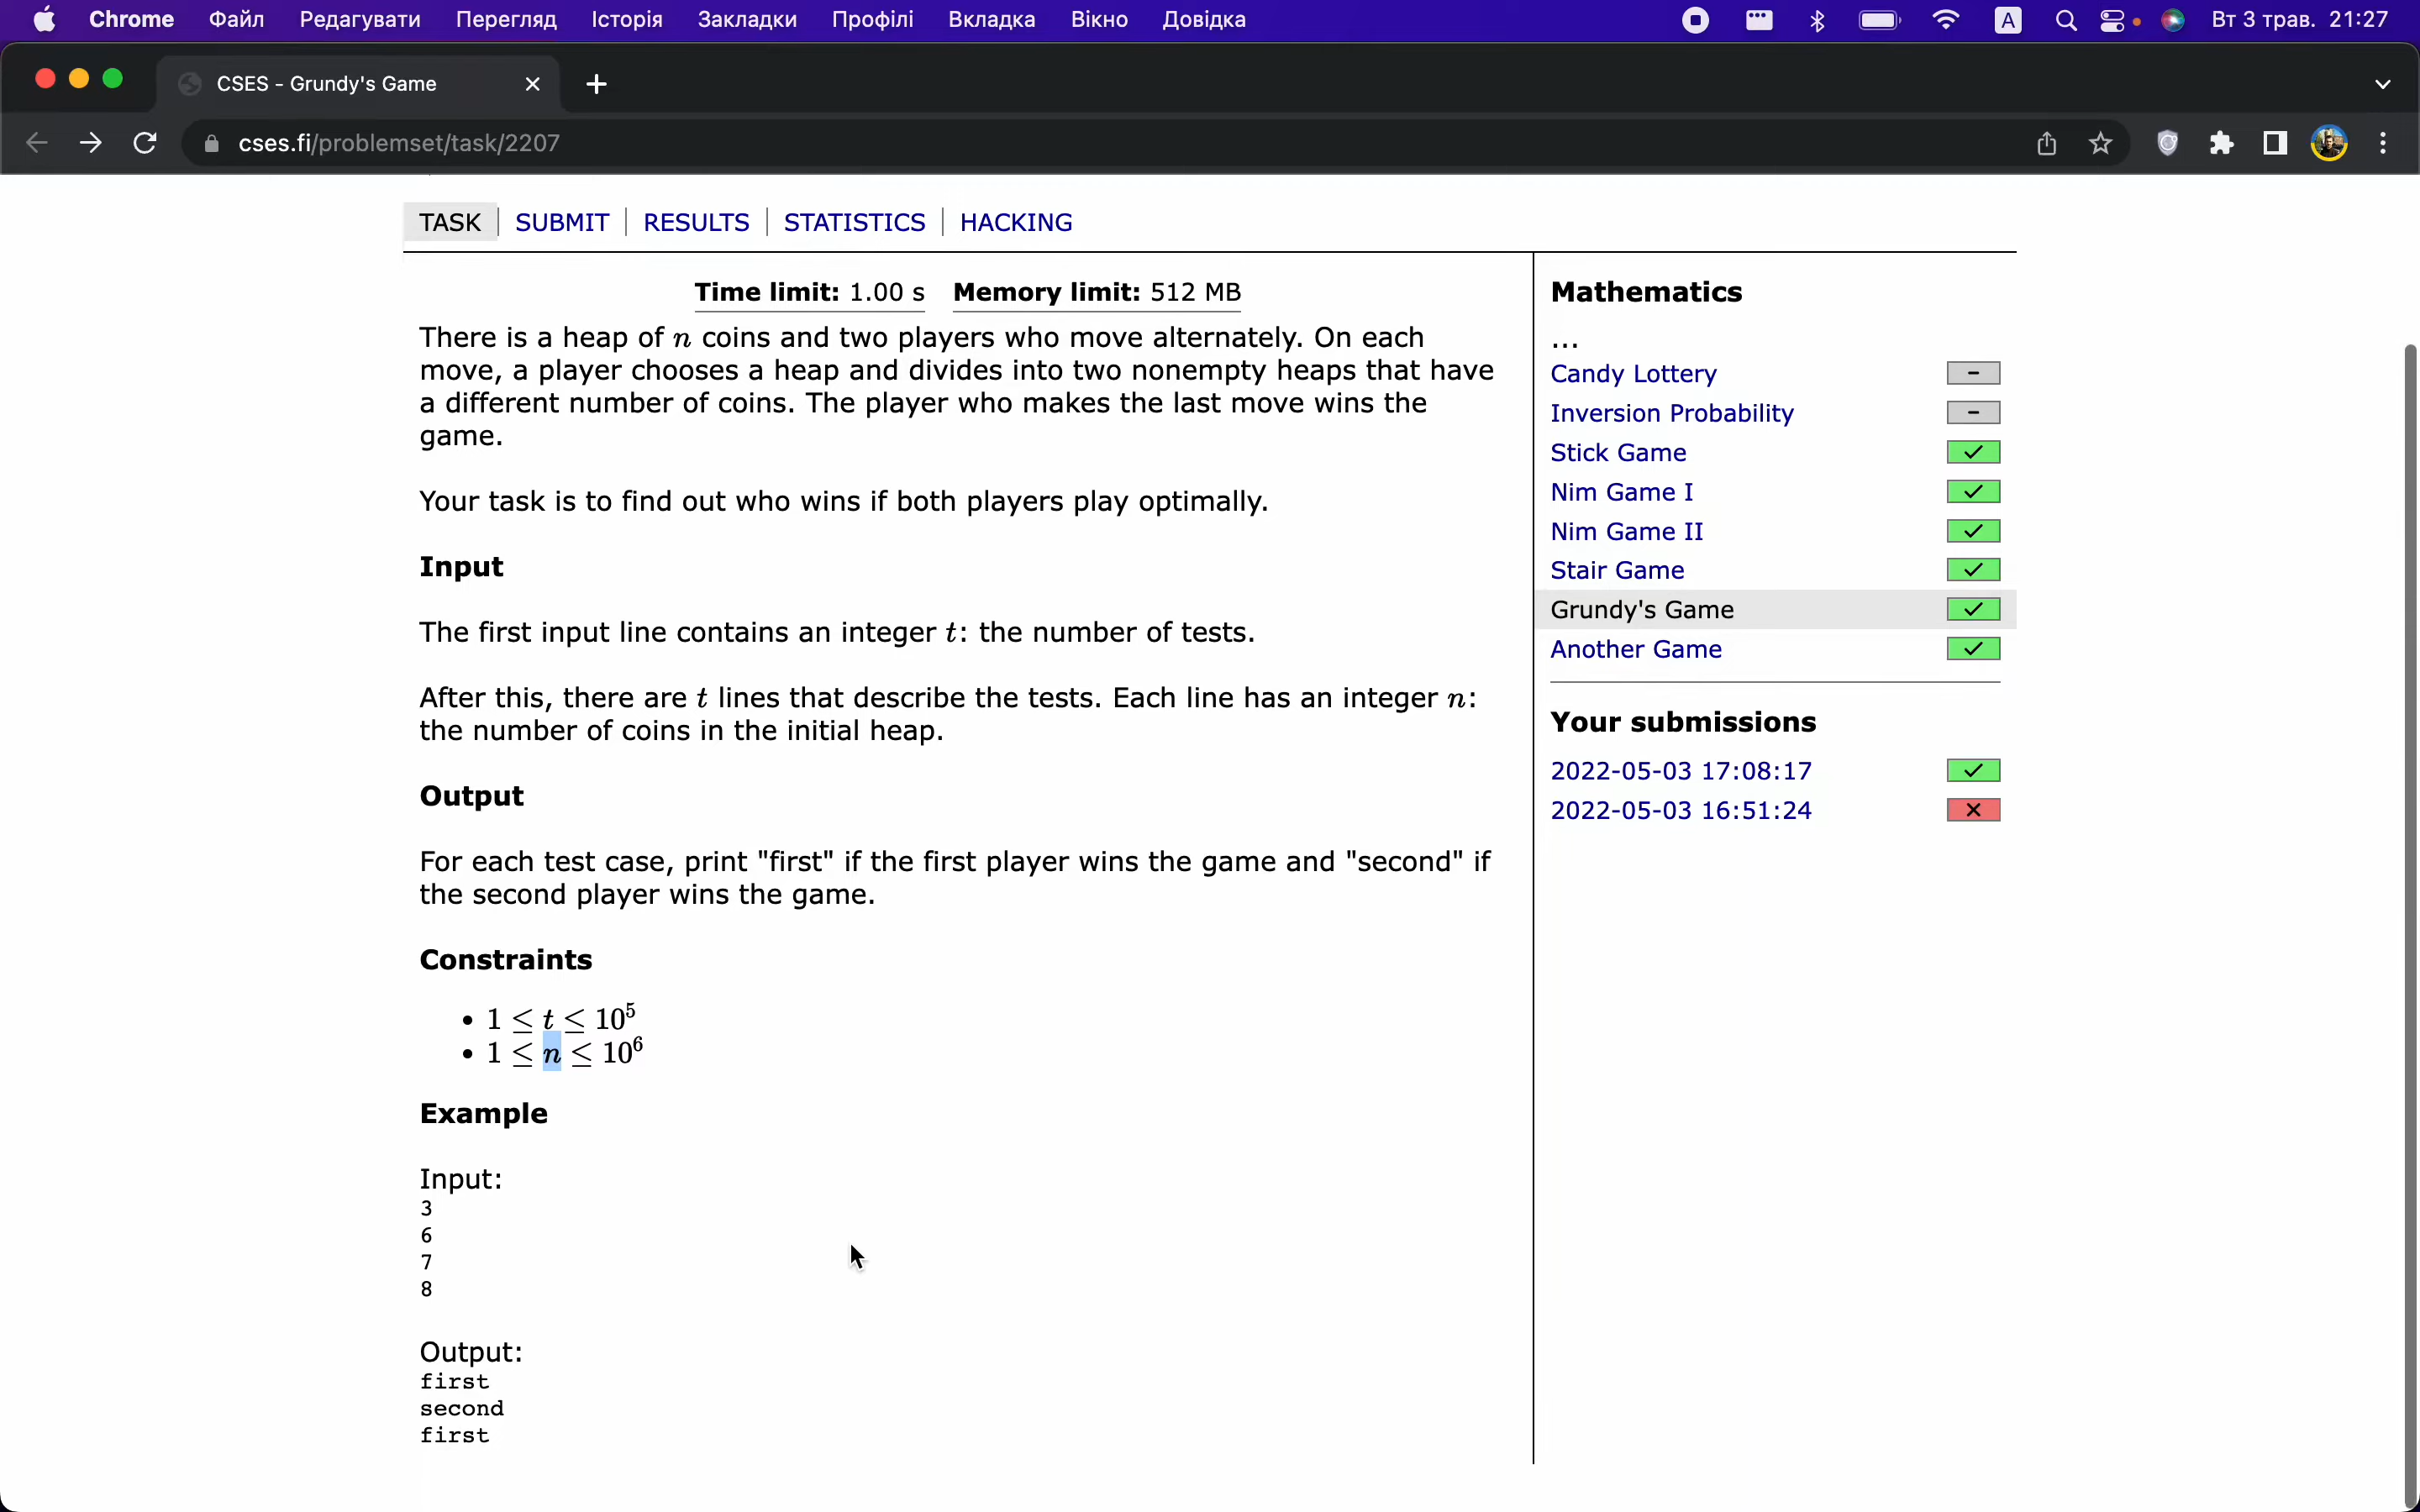 Chrome Файл Редагувати Перегляд Історія Закладки Профілі Вкладка Вікно Довідка A Вт 3 трав. 21:27
CSES - Grundy's Game
cses.fi/problemset/task/2207
TASK SUBMIT RESULTS STATISTICS HACKING
Time limit: 1.00 s Memory limit: 512 MB
There is a heap of n coins and two players who move alternately. On each
move, a player chooses a heap and divides into two nonempty heaps that have
a different number of coins. The player who makes the last move wins the
game.
Your task is to find out who wins if both players play optimally.
Input
The first input line contains an integer t: the number of tests.
After this, there are t lines that describe the tests. Each line has an integer n:
the number of coins in the initial heap.
Output
For each test case, print "first" if the first player wins the game and "second" if
the second player wins the game.
Constraints
• 1 ≤ t ≤ 10⁵
• 1 ≤ n ≤ 10⁶
Example
Input:
3
6
7
8
Output:
first
second
first
Mathematics
...
Candy Lottery –
Inversion Probability –
Stick Game ✓
Nim Game I ✓
Nim Game II ✓
Stair Game ✓
Grundy's Game ✓
Another Game ✓
Your submissions
2022-05-03 17:08:17 ✓
2022-05-03 16:51:24 ✕